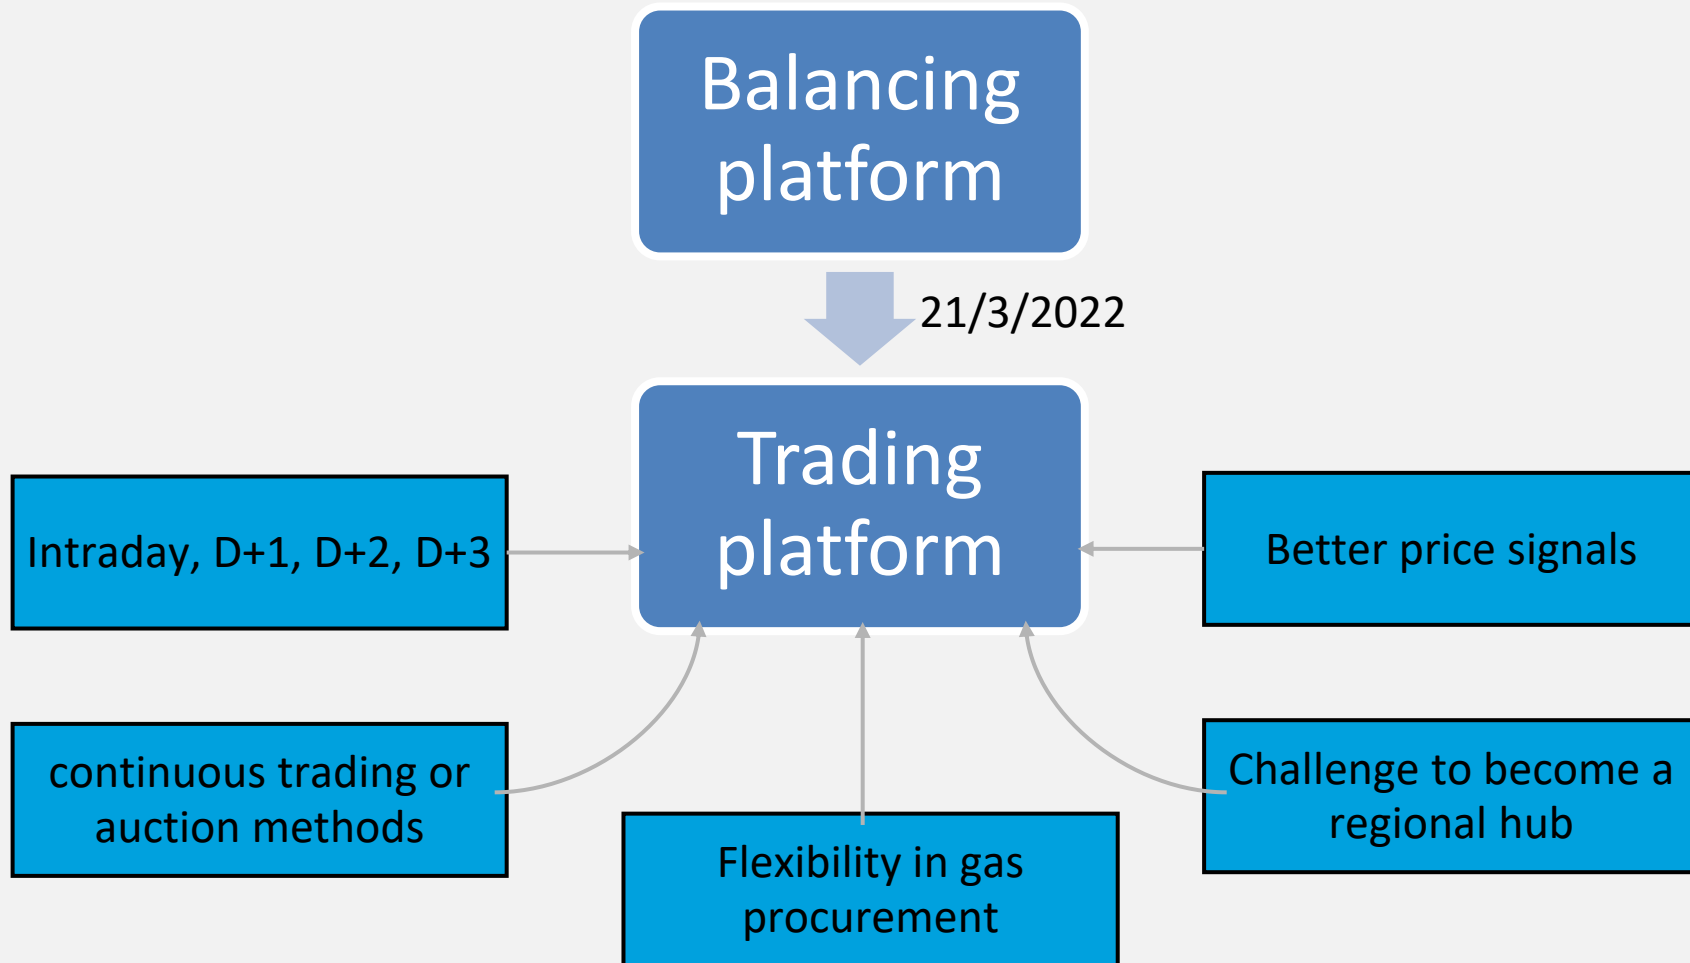 Balancing
platform
21/3/2022
Trading
platform
Intraday, D+1, D+2, D+3
Better price signals
continuous trading or
auction methods
Challenge to become a
regional hub
Flexibility in gas
procurement